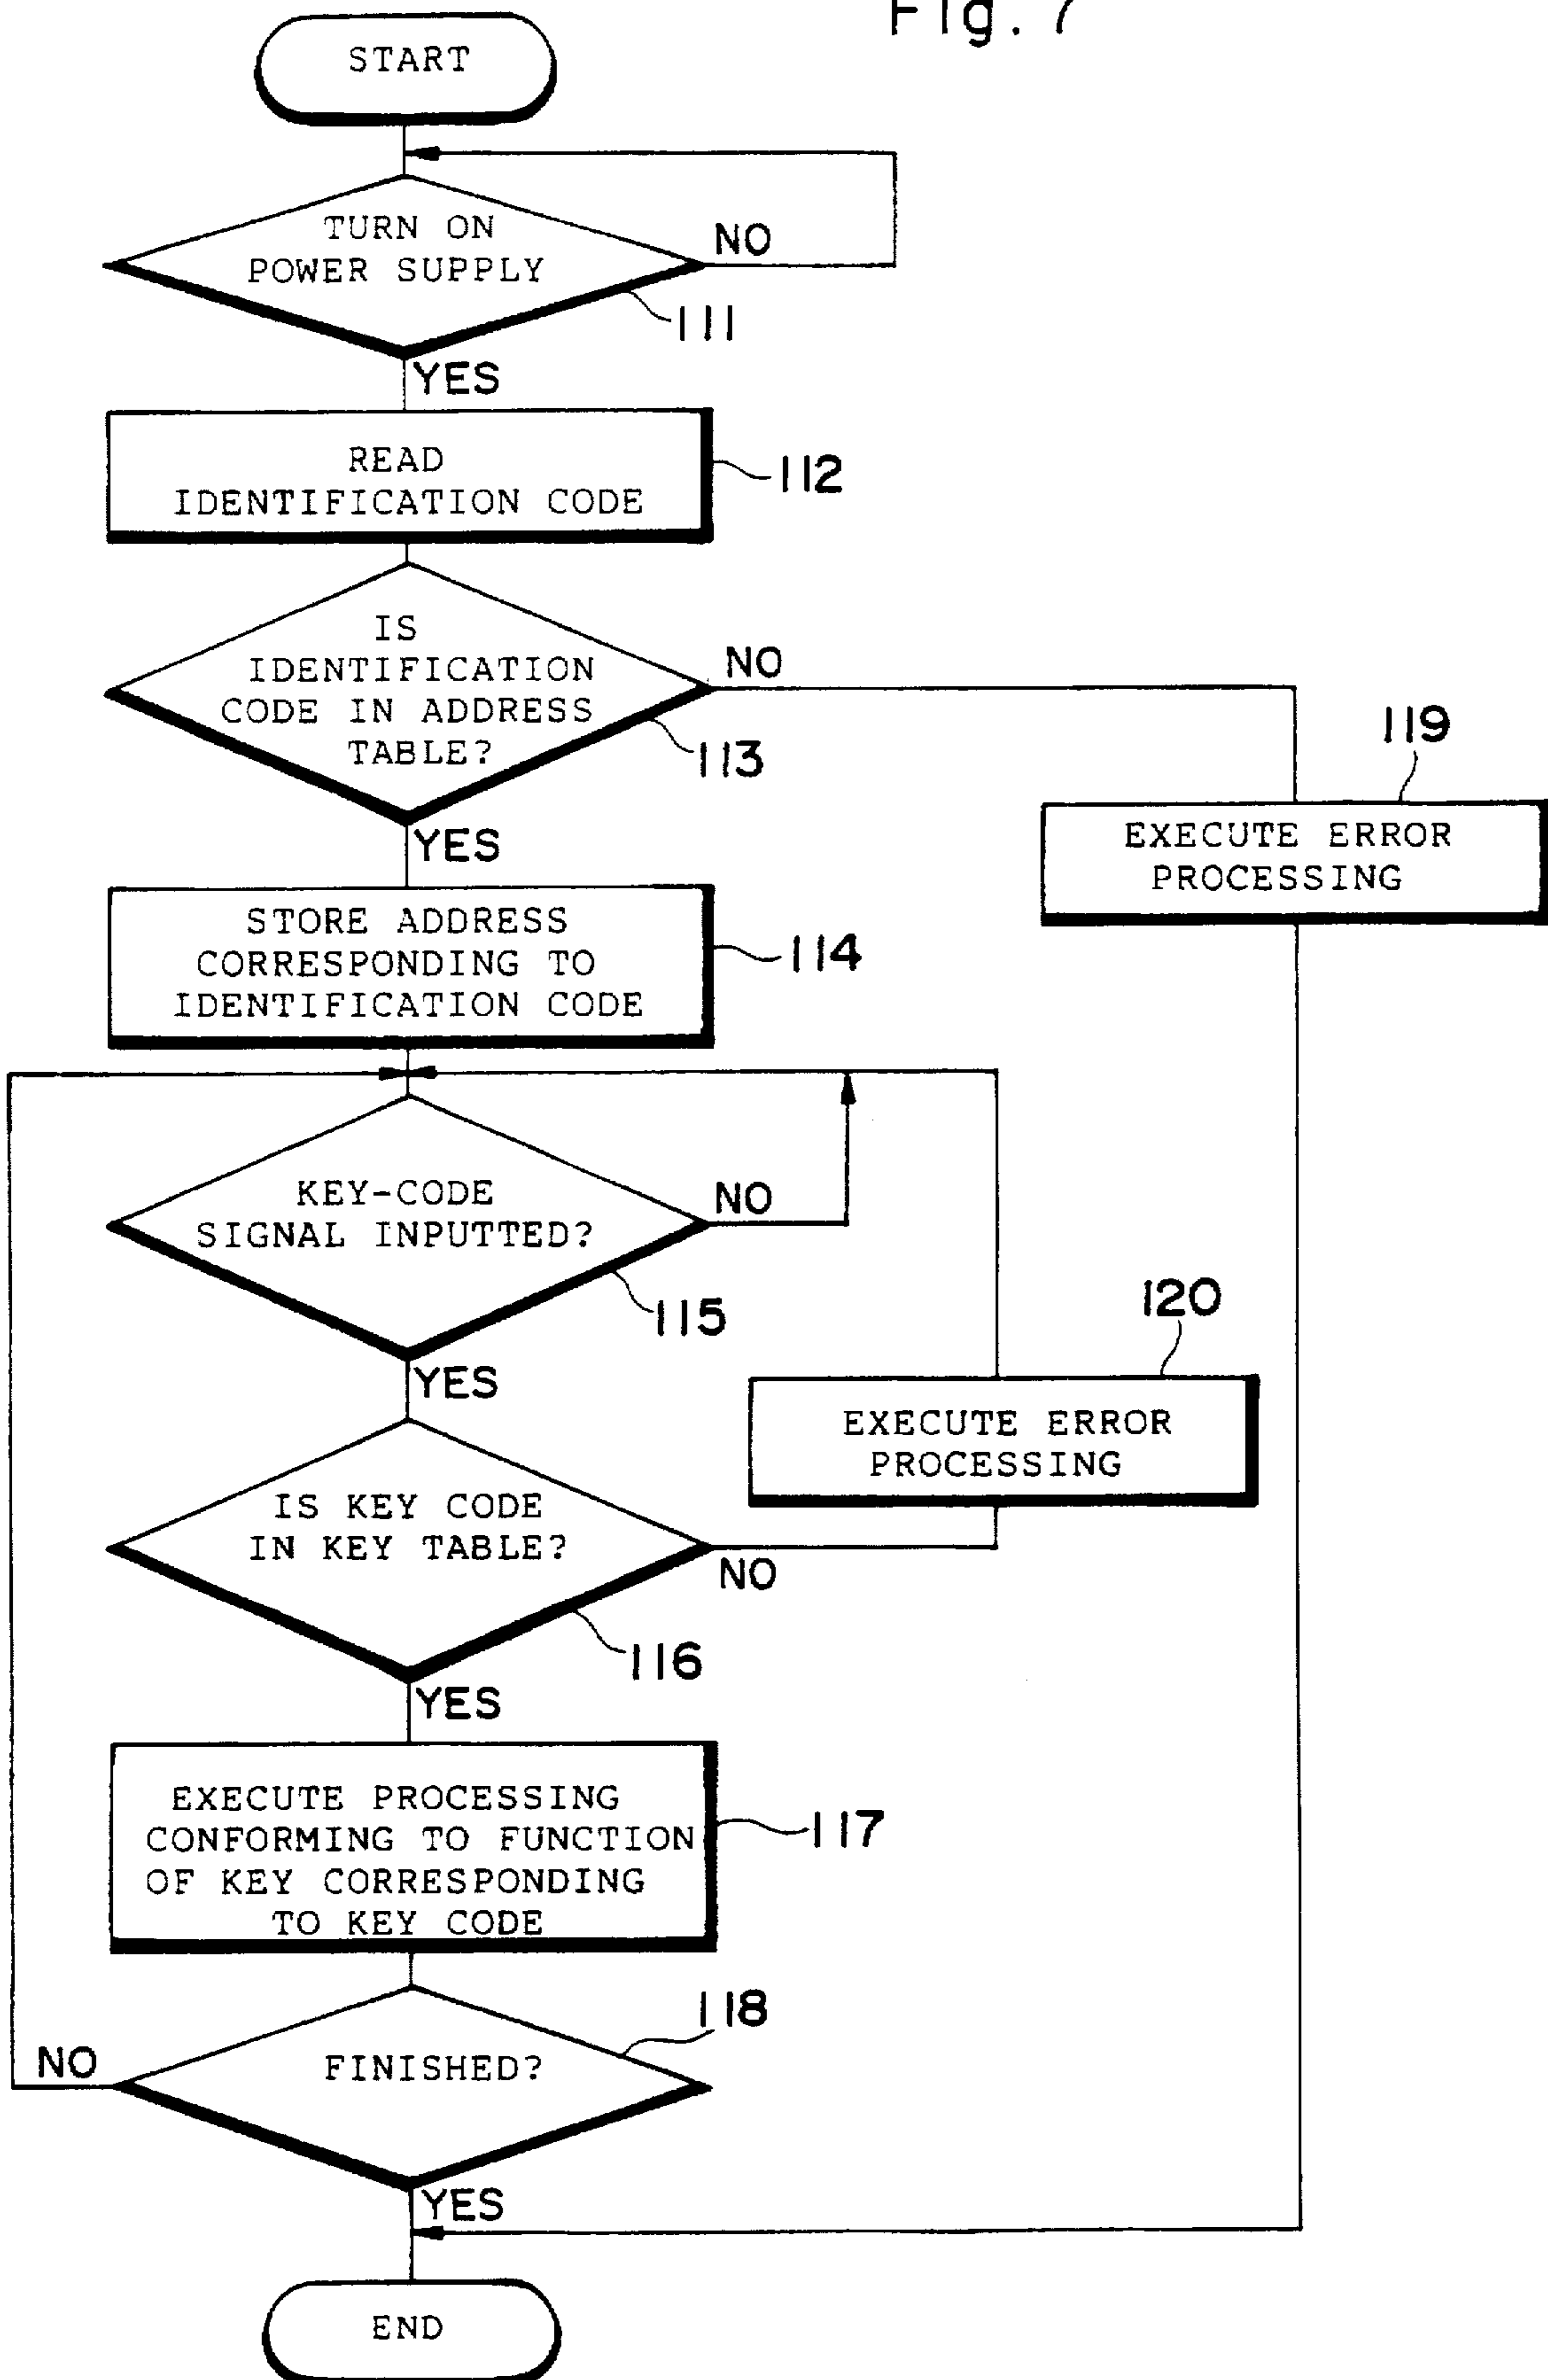 Fig. 7
START
TURN ON
POWER SUPPLY
NO
111
YES
READ
IDENTIFICATION CODE
112
IS
IDENTIFICATION
CODE IN ADDRESS
TABLE?
NO
113
YES
119
EXECUTE ERROR
PROCESSING
STORE ADDRESS
CORRESPONDING TO
IDENTIFICATION CODE
114
KEY-CODE
SIGNAL INPUTTED?
NO
115
YES
120
EXECUTE ERROR
PROCESSING
IS KEY CODE
IN KEY TABLE?
NO
116
YES
EXECUTE PROCESSING
CONFORMING TO FUNCTION
OF KEY CORRESPONDING
TO KEY CODE
117
118
FINISHED?
NO
YES
END